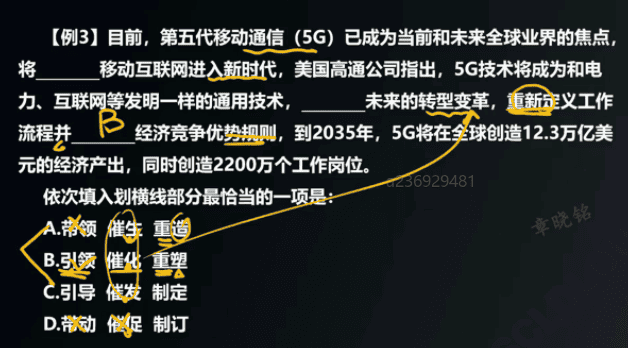 【例3】目前，第五代移动通信（5G）已成为当前和未来全球业界的焦点，
将________移动互联网进入新时代，美国高通公司指出，5G技术将成为和电
力、互联网等发明一样的通用技术，________未来的转型变革，重新定义工作
流程并________经济竞争优势规则，到2035年，5G将在全球创造12.3万亿美
B
元的经济产出，同时创造2200万个工作岗位。
a236929481
依次填入划横线部分最恰当的一项是：
章晓铭
A.带领 催生 重造
B.引领 催化 重塑
C.引导 催发 制定
D.带动 催促 制订